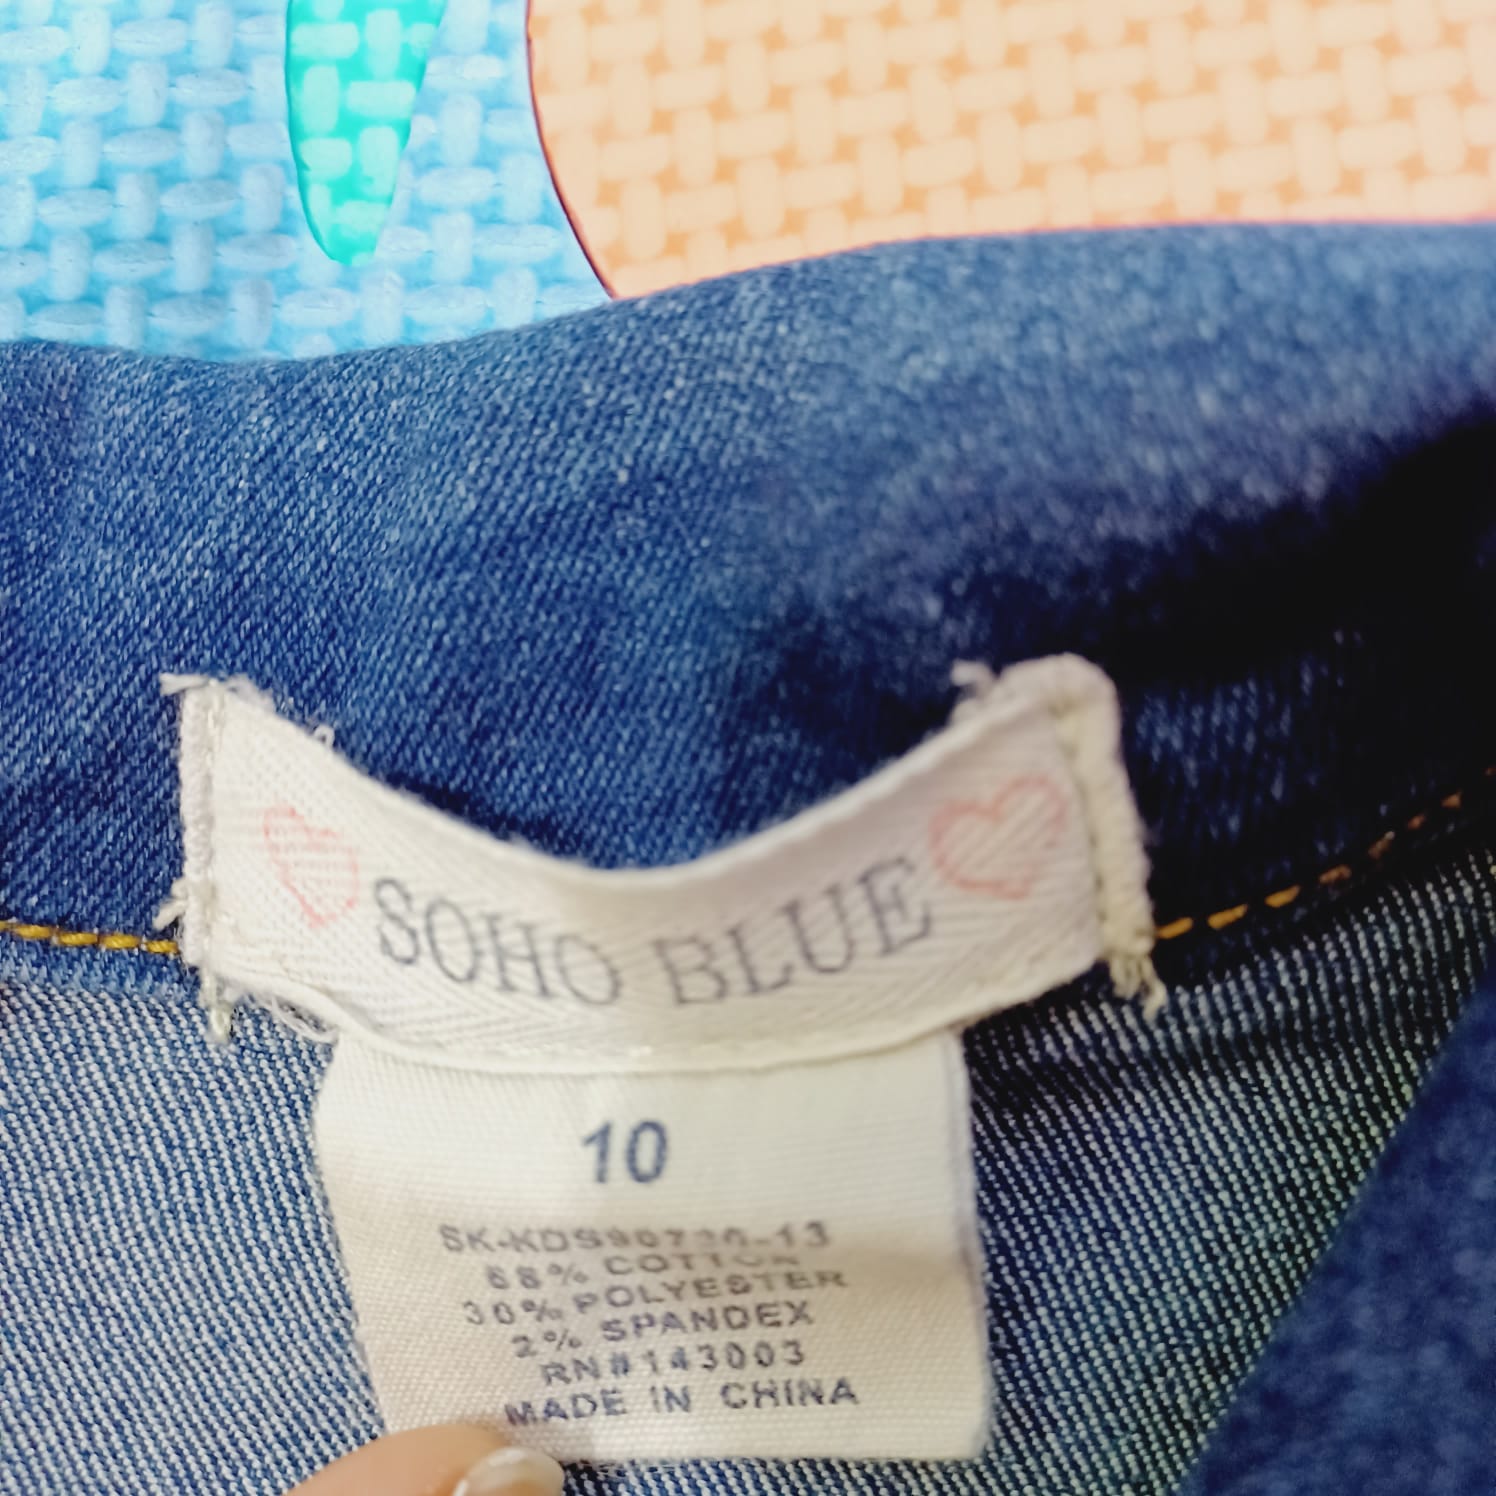 SOHO BLUE
10
68% COTTON
30% POLYESTER
2% SPANDEX
RN#143003
MADE IN CHINA